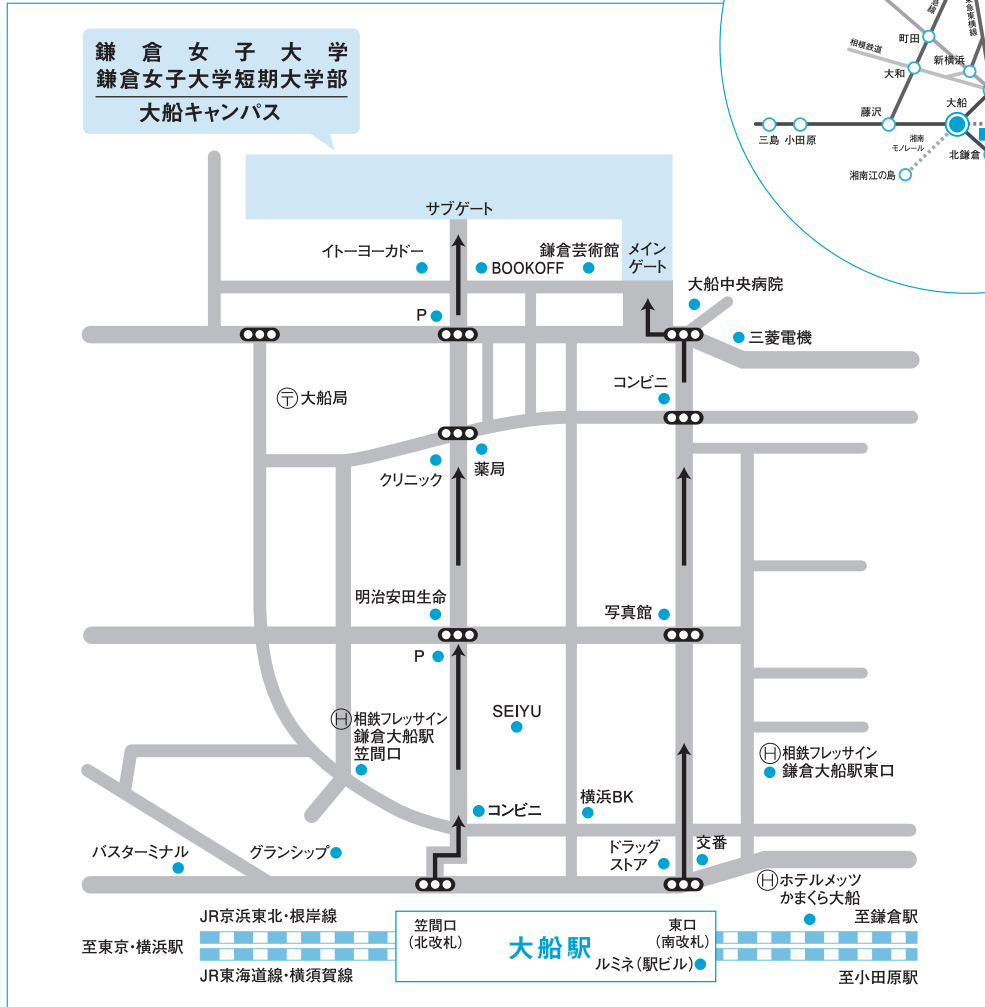 鎌倉女子大学
鎌倉女子大学短期大学部
大船キャンパス
東急東横線
町田
相模鉄道
新横浜
大和
藤沢
大船
三島
小田原
湘南
モノレール
北鎌倉
湘南江の島
サブゲート
イトーヨーカドー
BOOKOFF
鎌倉芸術館
メイン
ゲート
大船中央病院
P
三菱電機
コンビニ
〒大船局
クリニック
薬局
明治安田生命
写真館
P
SEIYU
H相鉄フレッサイン
鎌倉大船駅
笠間口
H相鉄フレッサイン
鎌倉大船駅東口
コンビニ
横浜BK
バスターミナル
グランシップ
ドラッグ
ストア
交番
Hホテルメッツ
かまくら大船
JR京浜東北・根岸線
至東京・横浜駅
JR東海道線・横須賀線
笠間口
(北改札)
大船駅
東口
(南改札)
ルミネ(駅ビル)
至鎌倉駅
至小田原駅